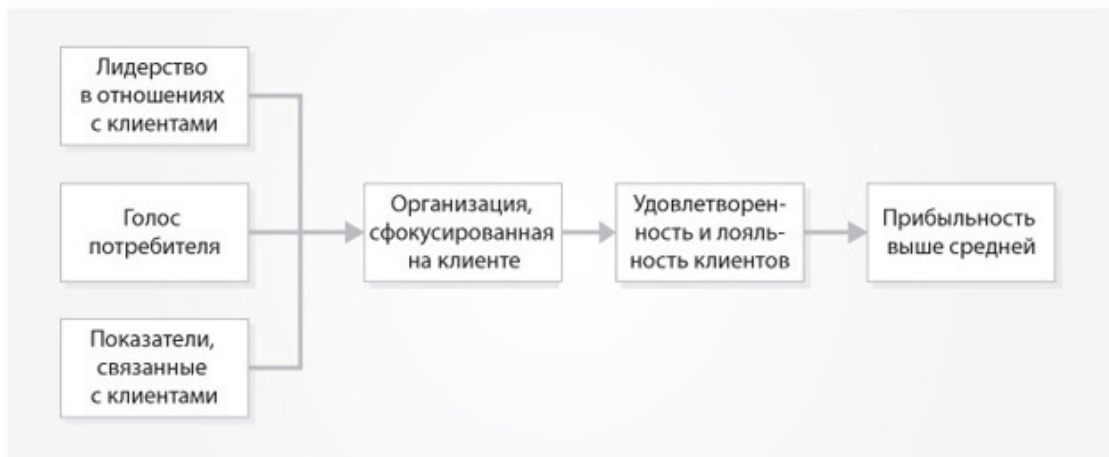 Лидерство
в отношениях
с клиентами
Голос
потребителя
Показатели,
связанные
с клиентами
Организация,
сфокусированная
на клиенте
Удовлетворен-
ность и лояль-
ность клиентов
Прибыльность
выше средней